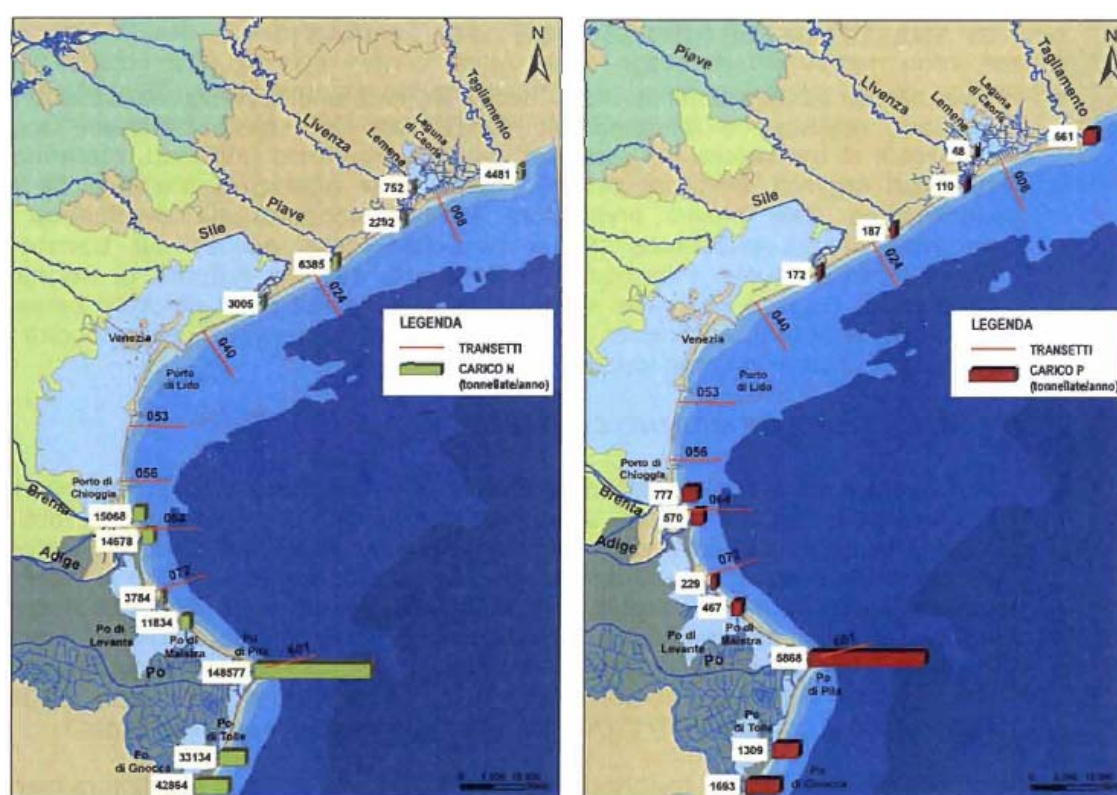 N
Tagliamento
Laguna
di Caorle
Lemene
Livenza
4481
752
2292
008
Piave
Sile
6385
024
3005
040
LEGENDA
TRANSETTI
CARICO N
(tonnellate/anno)
Venezia
Porto
di Lido
053
056
Porto di
Chioggia
Brenta
15068
14678
Adige
072
3784
11834
Po di
Levante
Po di
Maistra
Po
di Pila
601
Po
148577
Po
di Tolle
33134
Po
di Gnocca
42864
N
Piave
Tagliamento
Livenza
Laguna
di Caorle
Lemene
661
48
110
008
187
024
172
040
LEGENDA
TRANSETTI
CARICO P
(tonnellate/anno)
Venezia
Porto
di Lido
053
056
Porto di
Chioggia
777
064
Brenta
570
Adige
072
229
467
Po di
Levante
Po di
Maistra
601
Po
5868
Po
di Pila
Po
di Tolle
1309
Po
di Gnocca
1693